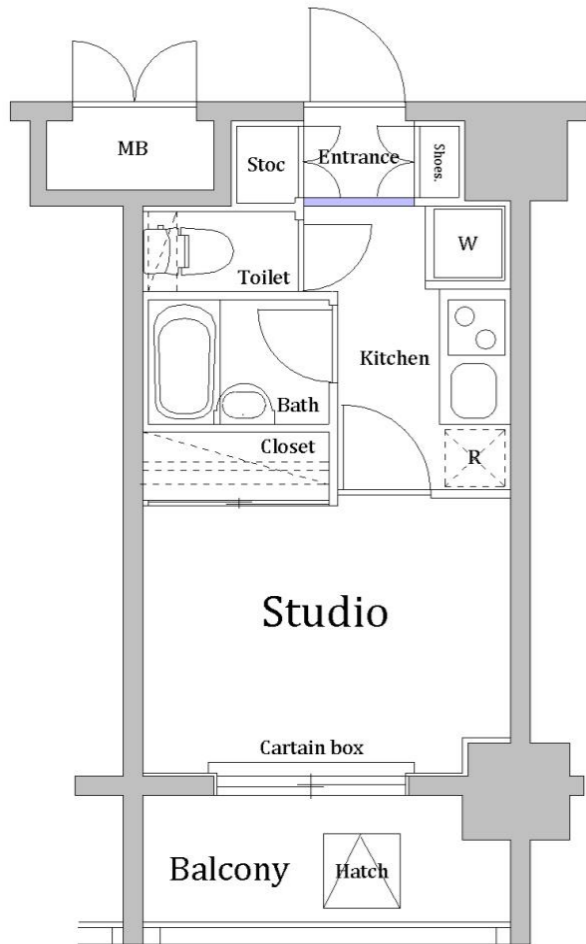 MB
Stoc
Entrance
Shoes.
W
Toilet
Kitchen
Bath
Closet
R
Studio
Cartain box
Balcony
Hatch